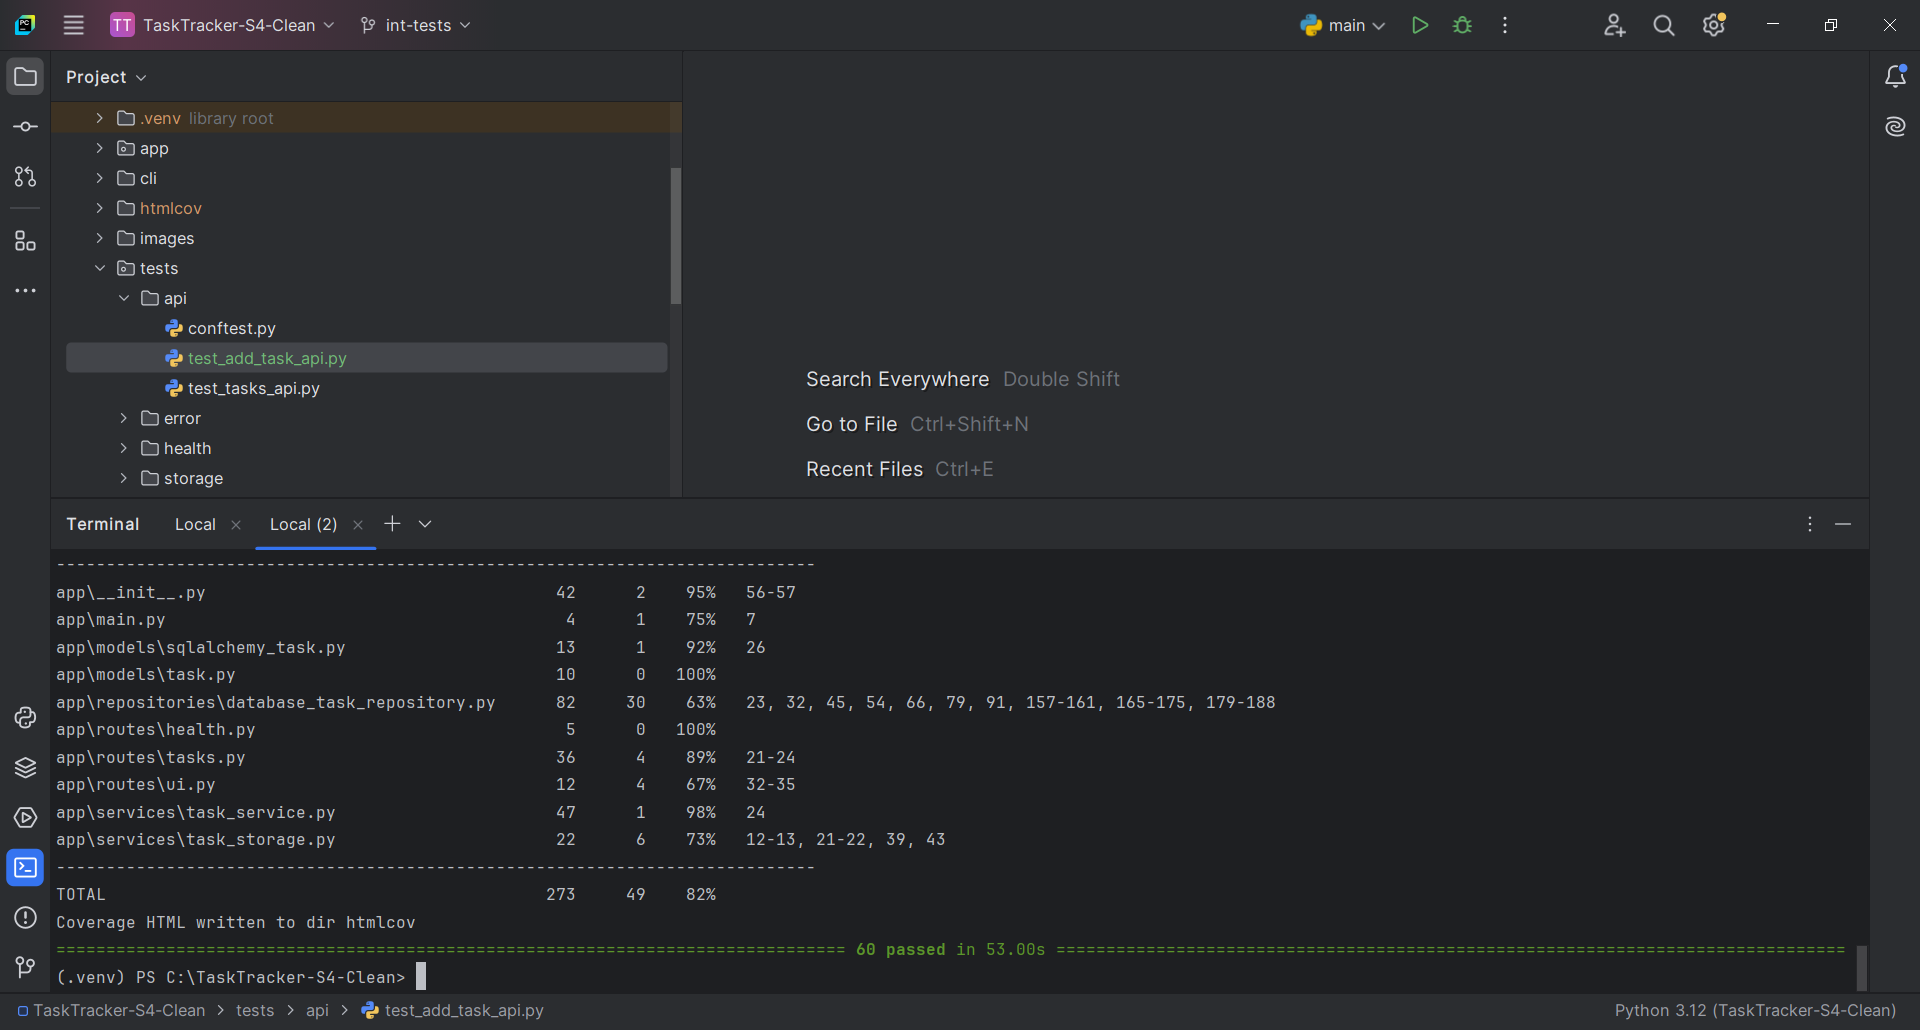 TT TaskTracker-S4-Clean int-tests main
Project
.venv library root
app
cli
htmlcov
images
tests
api
conftest.py
test_add_task_api.py
test_tasks_api.py
error
health
storage
Search Everywhere Double Shift
Go to File Ctrl+Shift+N
Recent Files Ctrl+E
Terminal Local Local (2)
------------------------------------------------------------------------------
app\__init__.py 42 2 95% 56-57
app\main.py 4 1 75% 7
app\models\sqlalchemy_task.py 13 1 92% 26
app\models\task.py 10 0 100%
app\repositories\database_task_repository.py 82 30 63% 23, 32, 45, 54, 66, 79, 91, 157-161, 165-175, 179-188
app\routes\health.py 5 0 100%
app\routes\tasks.py 36 4 89% 21-24
app\routes\ui.py 12 4 67% 32-35
app\services\task_service.py 47 1 98% 24
app\services\task_storage.py 22 6 73% 12-13, 21-22, 39, 43
------------------------------------------------------------------------------
TOTAL 273 49 82%
Coverage HTML written to dir htmlcov
=============================================================================== 60 passed in 53.00s ===============================================================================
(.venv) PS C:\TaskTracker-S4-Clean>
TaskTracker-S4-Clean > tests > api > test_add_task_api.py Python 3.12 (TaskTracker-S4-Clean)